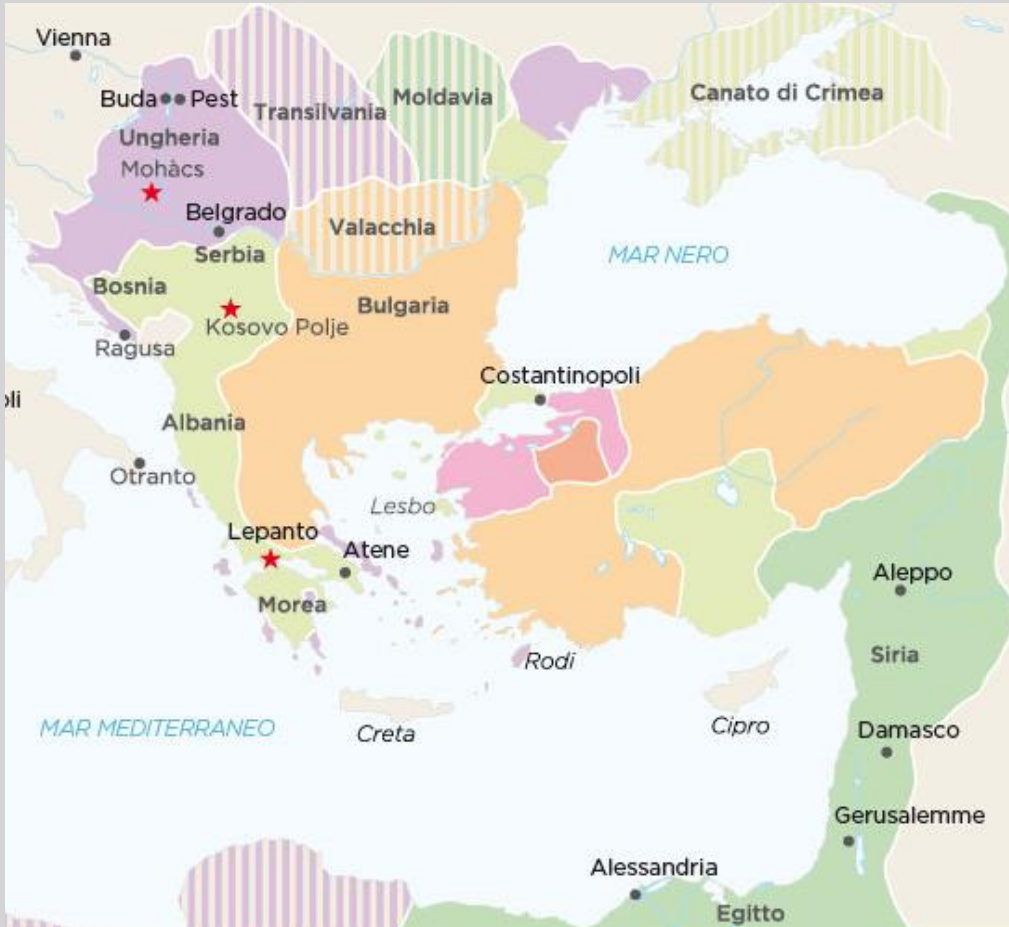 Vienna
Buda
Pest
Ungheria
Mohàcs
Transilvania
Moldavia
Canato di Crimea
Belgrado
Serbia
Valacchia
MAR NERO
Bosnia
Bulgaria
Kosovo Polje
Ragusa
Costantinopoli
oli
Albania
Otranto
Lesbo
Lepanto
Atene
Morea
Aleppo
Siria
Rodi
MAR MEDITERRANEO
Creta
Cipro
Damasco
Gerusalemme
Alessandria
Egitto